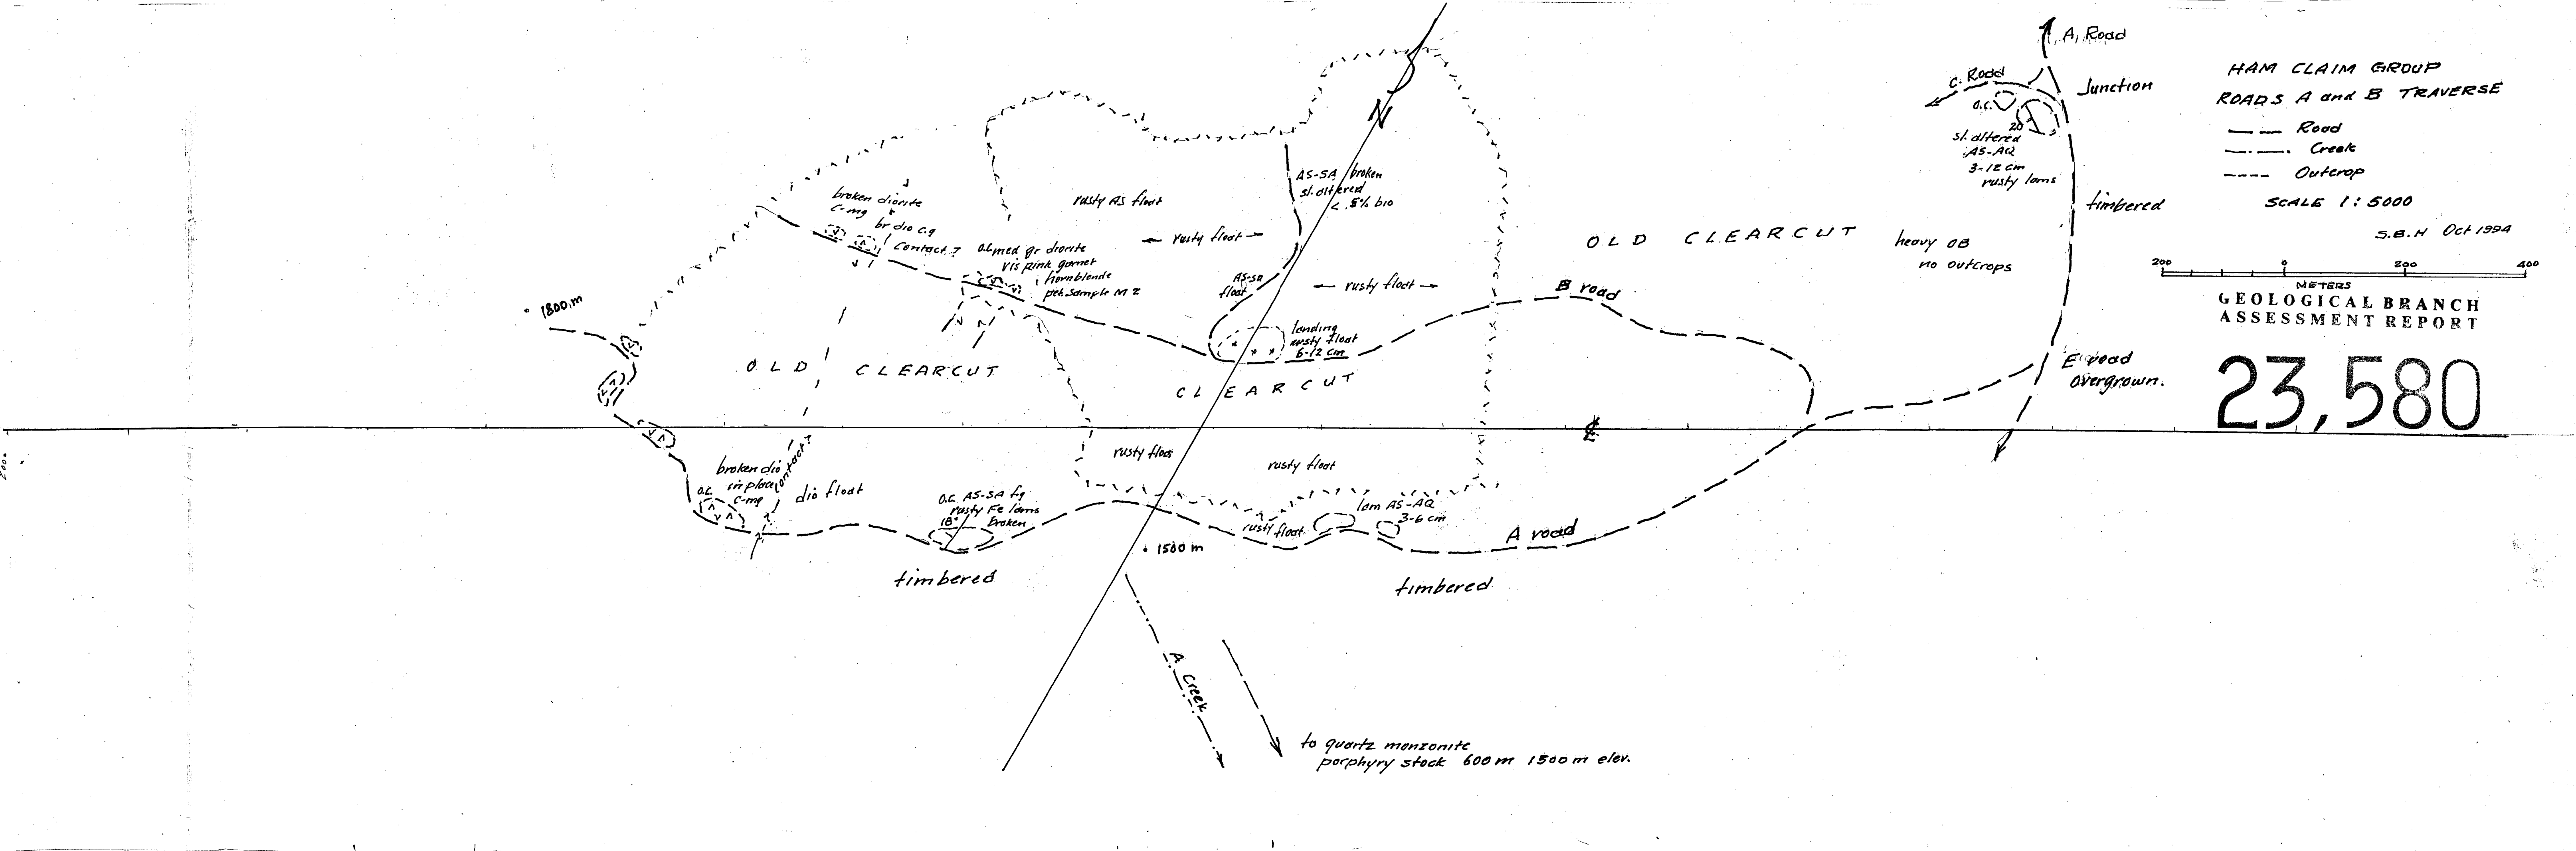 A, Road
C. Road
Junction
O.C.
20
sl. altered
AS-AQ
3-12 cm
rusty lams
timbered
HAM CLAIM GROUP
ROADS A and B TRAVERSE
Road
Creek
Outcrop
SCALE 1 : 5000
S.B.H Oct 1994
200 0 200 400
METERS
GEOLOGICAL BRANCH
ASSESSMENT REPORT
23,580
N
AS-SA broken
sl. altered
< .5% bio
rusty AS float
broken diorite
C-mg
br dio c.g
Contact ?
O.C. med gr diorite
vis pink garnet
hornblende
pet. sample M 2
rusty float
AS-SA
float
rusty float
OLD CLEARCUT
heavy OB
no outcrops
B road
1800 m
landing
rusty float
6-12 cm
OLD CLEARCUT
CLEARCUT
E road
overgrown.
200
broken dio
in place
C-mg
O.C.
contact?
dio float
rusty float
rusty float
O.C. AS-SA fg
rusty Fe lams
18° broken
lam AS-AQ
3-6 cm
rusty float
A road
1500 m
timbered
timbered
A Creek
to quartz monzonite
porphyry stock 600 m 1500 m elev.